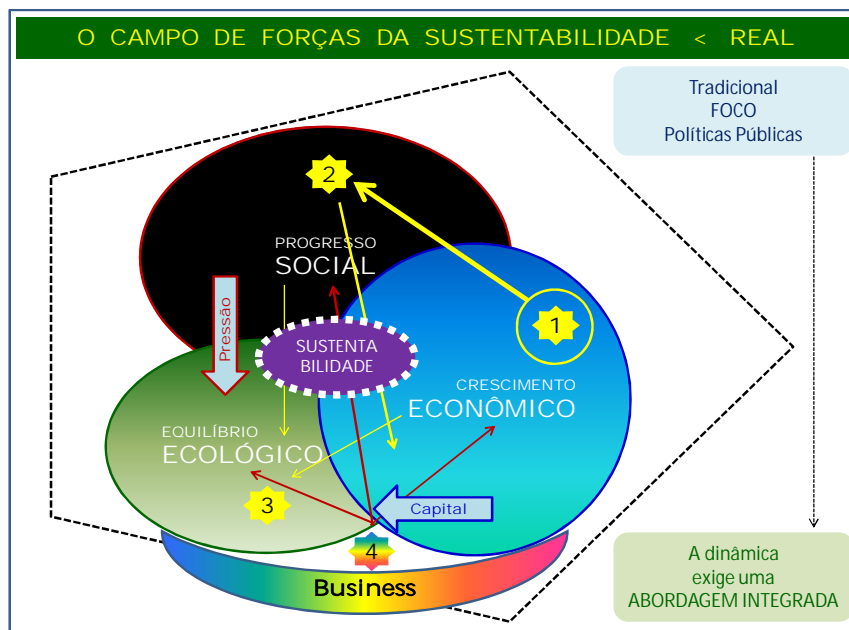 O CAMPO DE FORÇAS DA SUSTENTABILIDADE < REAL
Tradicional
FOCO
Políticas Públicas
2
PROGRESSO
SOCIAL
Pressão
1
SUSTENTA
BILIDADE
CRESCIMENTO
ECONÔMICO
EQUILÍBRIO
ECOLÓGICO
3
Capital
4
Business
A dinâmica
exige uma
ABORDAGEM INTEGRADA